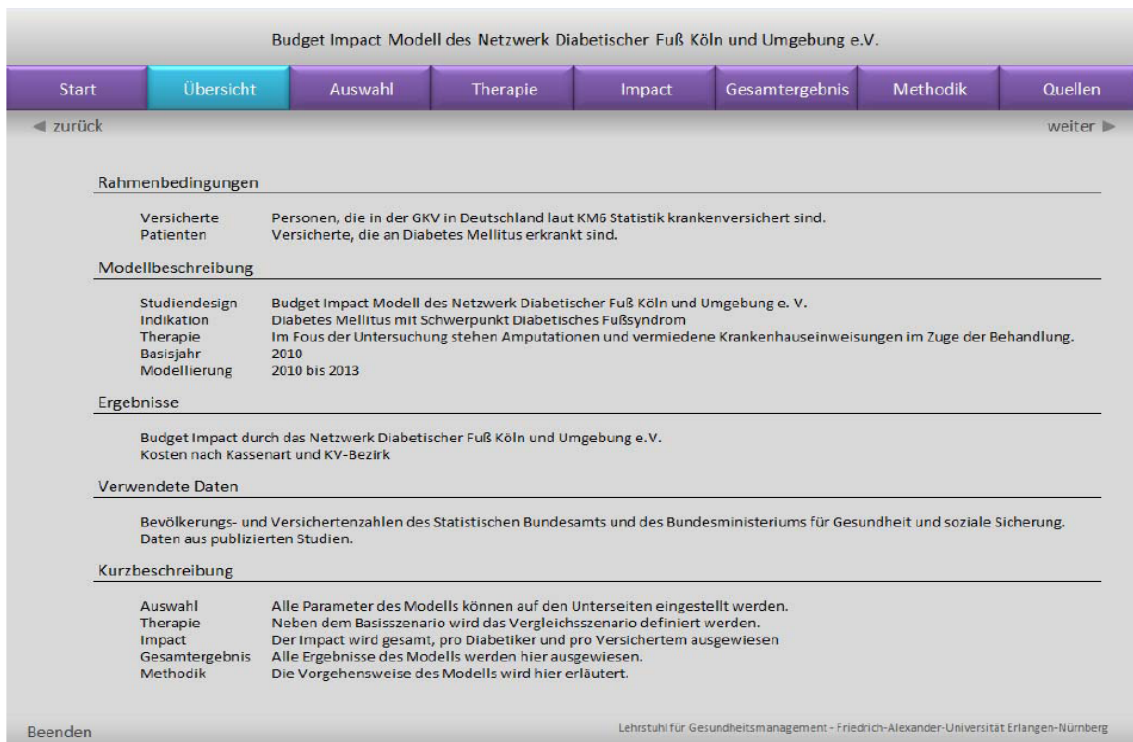 Budget Impact Modell des Netzwerk Diabetischer Fuß Köln und Umgebung e.V.
Start Übersicht Auswahl Therapie Impact Gesamtergebnis Methodik Quellen
◀ zurück weiter ▶
Rahmenbedingungen
Versicherte Personen, die in der GKV in Deutschland laut KM6 Statistik krankenversichert sind.
Patienten Versicherte, die an Diabetes Mellitus erkrankt sind.
Modellbeschreibung
Studiendesign Budget Impact Modell des Netzwerk Diabetischer Fuß Köln und Umgebung e. V.
Indikation Diabetes Mellitus mit Schwerpunkt Diabetisches Fußsyndrom
Therapie Im Fous der Untersuchung stehen Amputationen und vermiedene Krankenhauseinweisungen im Zuge der Behandlung.
Basisjahr 2010
Modellierung 2010 bis 2013
Ergebnisse
Budget Impact durch das Netzwerk Diabetischer Fuß Köln und Umgebung e.V.
Kosten nach Kassenart und KV-Bezirk
Verwendete Daten
Bevölkerungs- und Versichertenzahlen des Statistischen Bundesamts und des Bundesministeriums für Gesundheit und soziale Sicherung.
Daten aus publizierten Studien.
Kurzbeschreibung
Auswahl Alle Parameter des Modells können auf den Unterseiten eingestellt werden.
Therapie Neben dem Basisszenario wird das Vergleichsszenario definiert werden.
Impact Der Impact wird gesamt, pro Diabetiker und pro Versichertem ausgewiesen
Gesamtergebnis Alle Ergebnisse des Modells werden hier ausgewiesen.
Methodik Die Vorgehensweise des Modells wird hier erläutert.
Beenden Lehrstuhl für Gesundheitsmanagement - Friedrich-Alexander-Universität Erlangen-Nürnberg